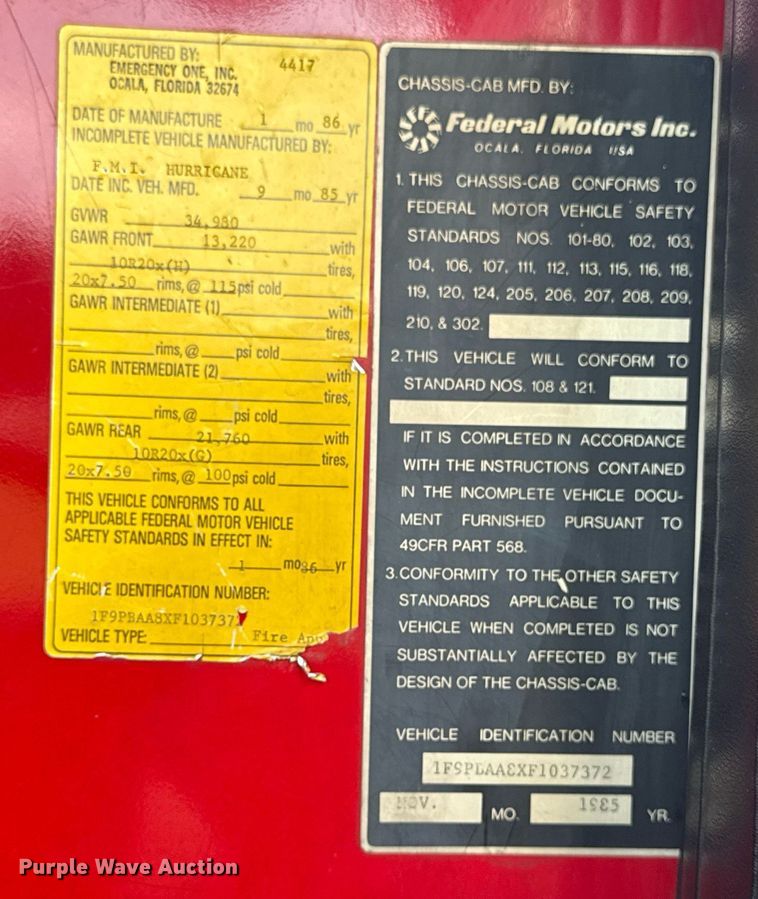 MANUFACTURED BY: 4417
EMERGENCY ONE, INC.
OCALA, FLORIDA 32674
DATE OF MANUFACTURE 1 mo 86 yr
INCOMPLETE VEHICLE MANUFACTURED BY:
F.M.I. HURRICANE
DATE INC. VEH. MFD. 9 mo 85 yr
GVWR 34,980
GAWR FRONT 13,220 with
10R20x(H) tires,
20x7.50 rims,@ 115psi cold
GAWR INTERMEDIATE (1) with
tires,
rims,@ psi cold
GAWR INTERMEDIATE (2) with
tires,
rims,@ psi cold
GAWR REAR 21,760 with
10R20x(G) tires,
20x7.50 rims,@ 100psi cold
THIS VEHICLE CONFORMS TO ALL
APPLICABLE FEDERAL MOTOR VEHICLE
SAFETY STANDARDS IN EFFECT IN:
1 mo 86 yr
VEHICLE IDENTIFICATION NUMBER:
VEHICLE TYPE: Fire
CHASSIS-CAB MFD. BY:
Federal Motors Inc.
OCALA, FLORIDA USA
1. THIS CHASSIS-CAB CONFORMS TO
FEDERAL MOTOR VEHICLE SAFETY
STANDARDS NOS. 101-80, 102, 103,
104, 106, 107, 111, 112, 113, 115, 116, 118,
119, 120, 124, 205, 206, 207, 208, 209,
210, & 302.
2. THIS VEHICLE WILL CONFORM TO
STANDARD NOS. 108 & 121.
IF IT IS COMPLETED IN ACCORDANCE
WITH THE INSTRUCTIONS CONTAINED
IN THE INCOMPLETE VEHICLE DOCU-
MENT FURNISHED PURSUANT TO
49CFR PART 568.
3. CONFORMITY TO THE OTHER SAFETY
STANDARDS APPLICABLE TO THIS
VEHICLE WHEN COMPLETED IS NOT
SUBSTANTIALLY AFFECTED BY THE
DESIGN OF THE CHASSIS-CAB.
VEHICLE IDENTIFICATION NUMBER
1F9PBAA8XF1037372
NOV. MO. 1985 YR.
Purple Wave Auction